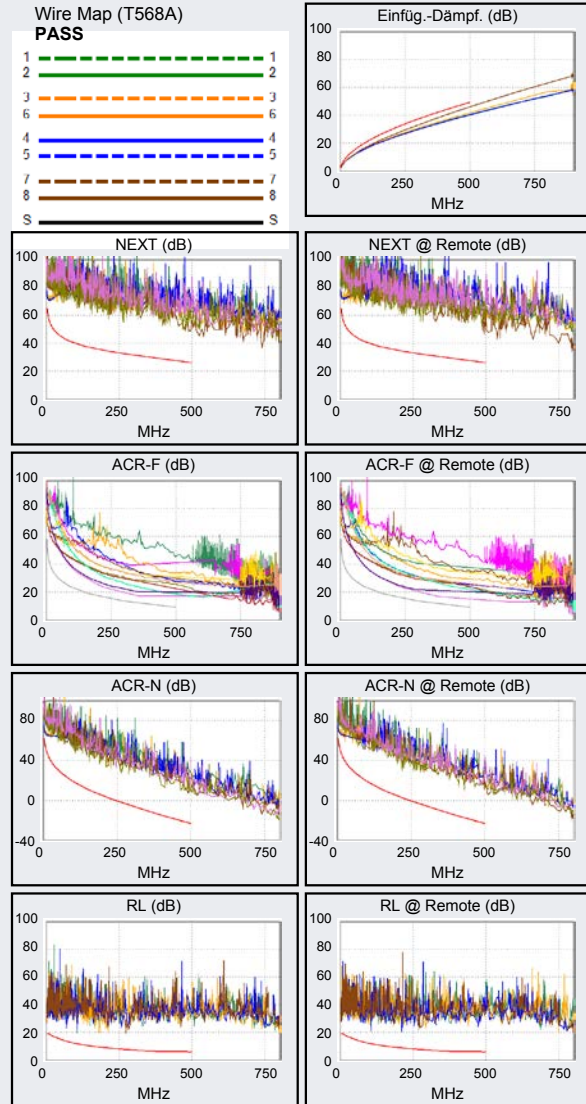 Wire Map (T568A)
PASS
1 1
2 2
3 3
6 6
4 4
5 5
7 7
8 8
S S
Einfüg.-Dämpf. (dB)
100
80
60
40
20
0
0 250 500 750
MHz
NEXT (dB)
100
80
60
40
20
0
0 250 500 750
MHz
NEXT @ Remote (dB)
100
80
60
40
20
0
0 250 500 750
MHz
ACR-F (dB)
100
80
60
40
20
0
0 250 500 750
MHz
ACR-F @ Remote (dB)
100
80
60
40
20
0
0 250 500 750
MHz
ACR-N (dB)
80
40
0
-40
0 250 500 750
MHz
ACR-N @ Remote (dB)
80
40
0
-40
0 250 500 750
MHz
RL (dB)
100
80
60
40
20
0
0 250 500 750
MHz
RL @ Remote (dB)
100
80
60
40
20
0
0 250 500 750
MHz